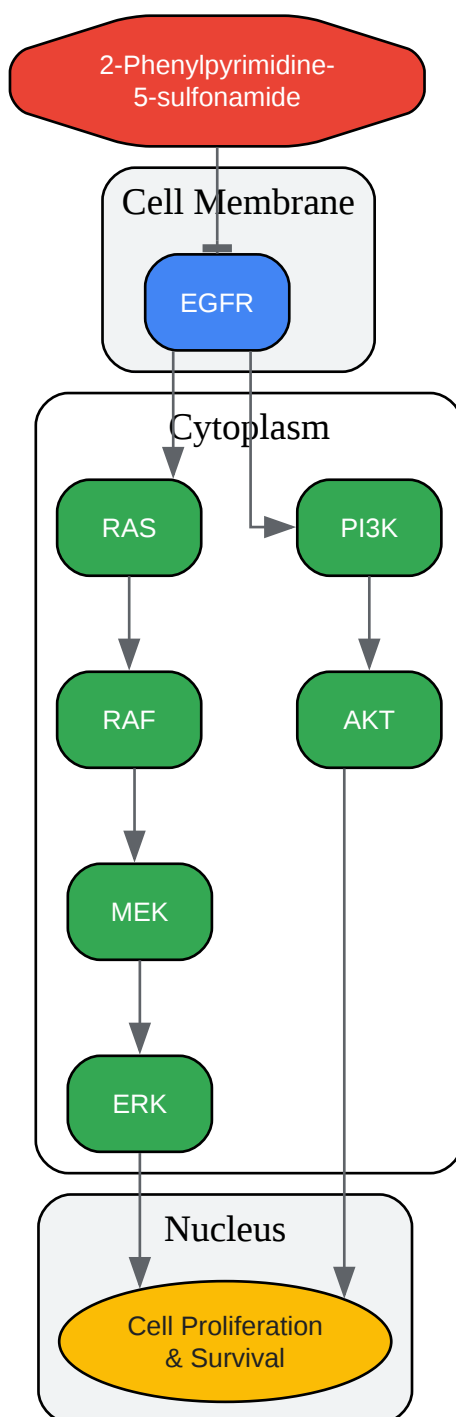 2-Phenylpyrimidine-
5-sulfonamide
Cell Membrane
EGFR
Cytoplasm
RAS
PI3K
RAF
AKT
MEK
ERK
Nucleus
Cell Proliferation
& Survival